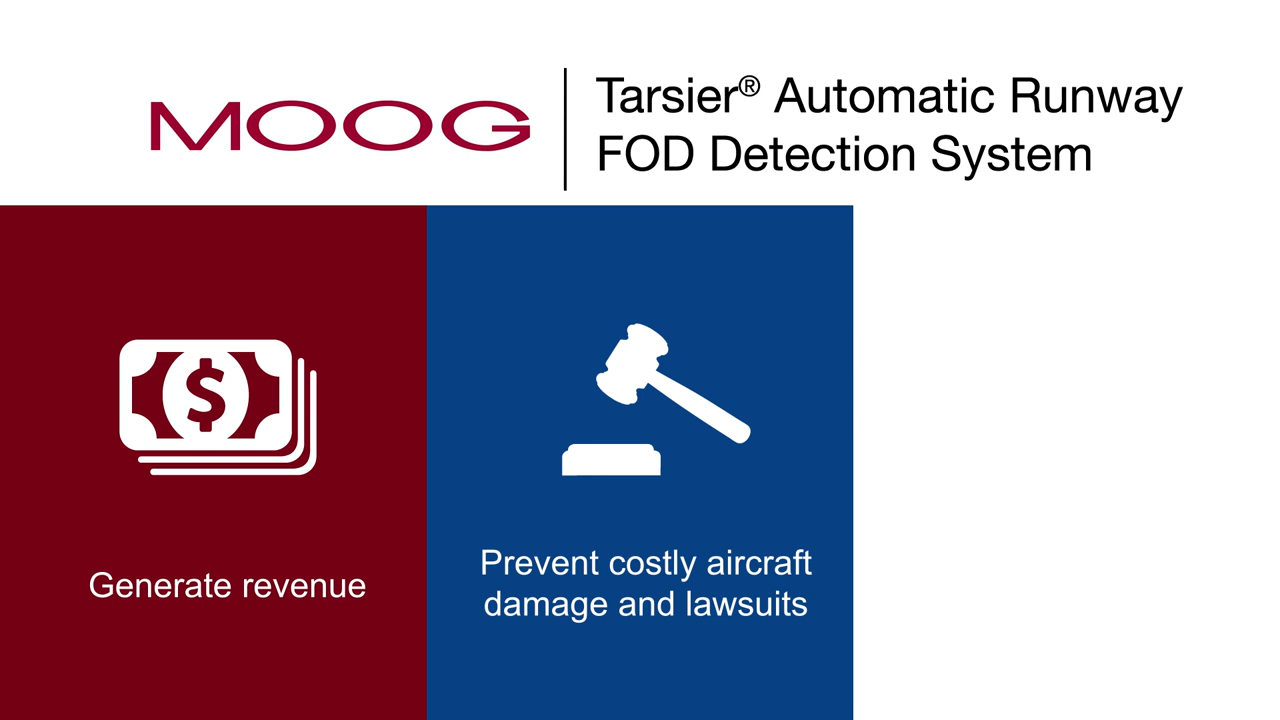 MOOG
Tarsier® Automatic Runway
FOD Detection System
$
Generate revenue
Prevent costly aircraft
damage and lawsuits